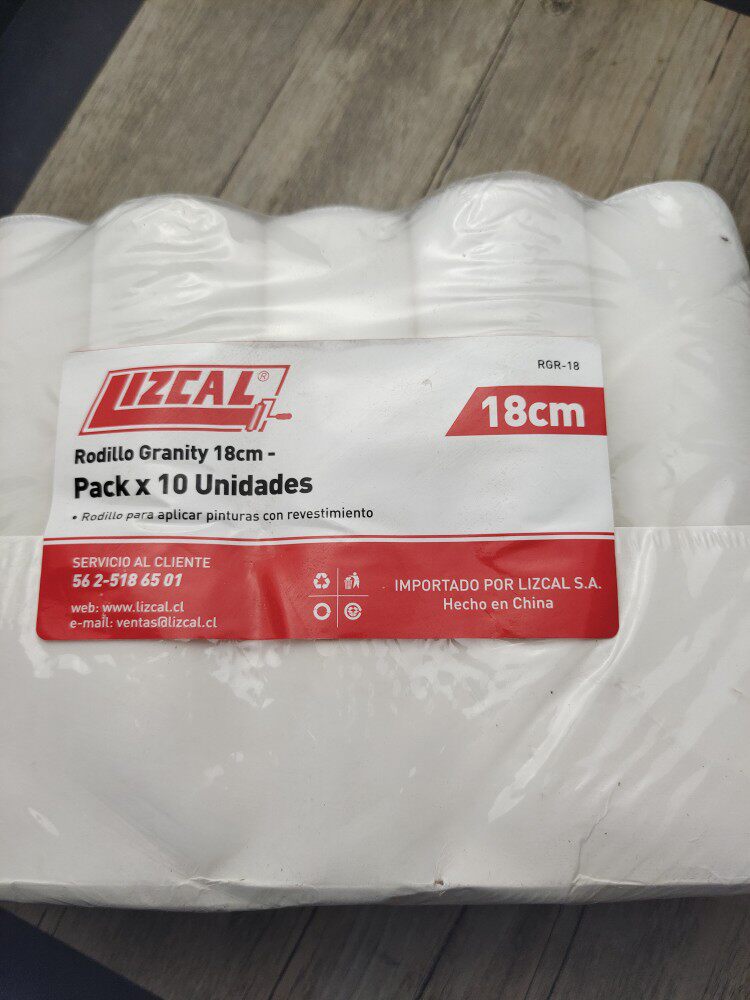 LIZCAL®
RGR-18
18cm
Rodillo Granity 18cm -
Pack x 10 Unidades
• Rodillo para aplicar pinturas con revestimiento
SERVICIO AL CLIENTE
56 2-518 65 01
web: www.lizcal.cl
e-mail: ventas@lizcal.cl
IMPORTADO POR LIZCAL S.A.
Hecho en China